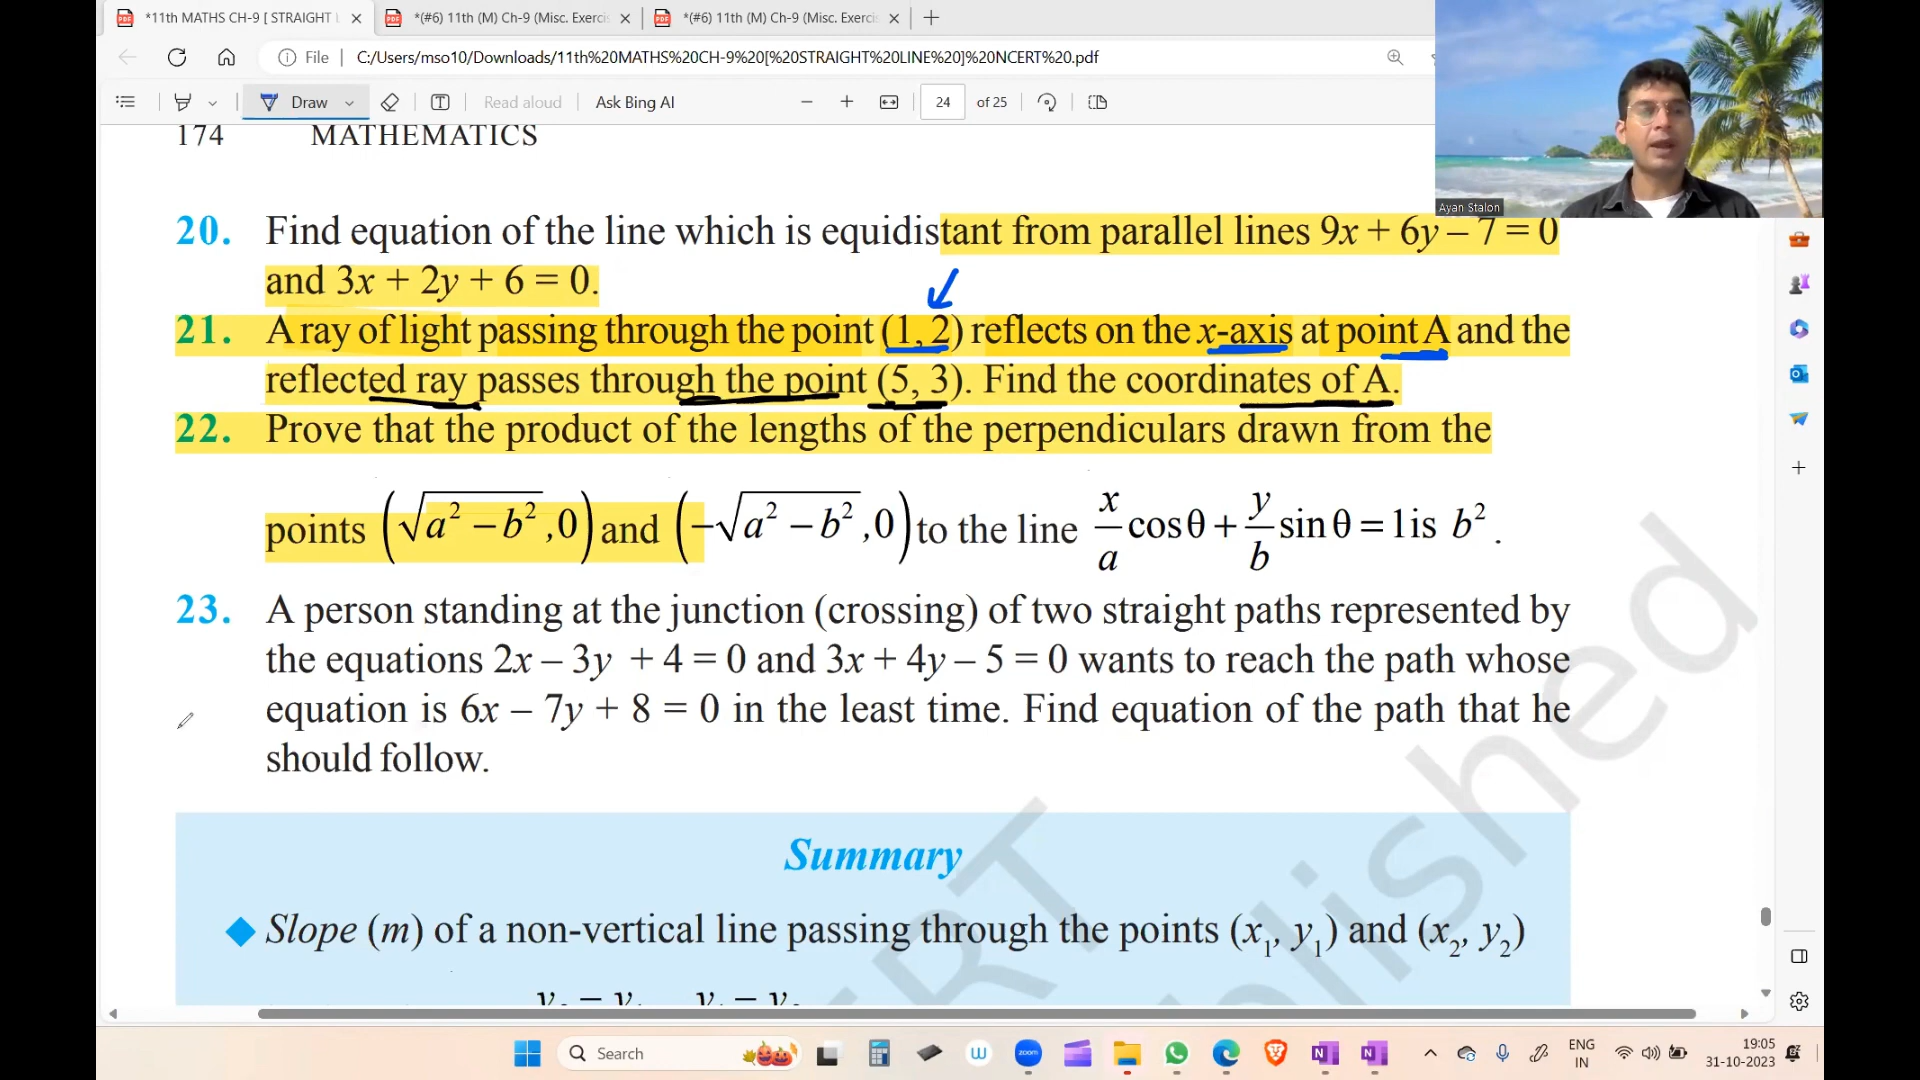 *11th MATHS CH-9 [ STRAIGHT L
*(#6) 11th (M) Ch-9 (Misc. Exercis
*(#6) 11th (M) Ch-9 (Misc. Exercis
File | C:/Users/mso10/Downloads/11th%20MATHS%20CH-9%20[%20STRAIGHT%20LINE%20]%20NCERT%20.pdf
Draw
Read aloud
Ask Bing AI
24 of 25
Ayan Stalon
174 MATHEMATICS
20. Find equation of the line which is equidistant from parallel lines 9x + 6y – 7 = 0
and 3x + 2y + 6 = 0.
21. A ray of light passing through the point (1, 2) reflects on the x-axis at point A and the
reflected ray passes through the point (5, 3). Find the coordinates of A.
22. Prove that the product of the lengths of the perpendiculars drawn from the
points (√a² – b², 0) and (–√a² – b², 0) to the line x/a cosθ + y/b sinθ = 1 is b².
23. A person standing at the junction (crossing) of two straight paths represented by
the equations 2x – 3y + 4 = 0 and 3x + 4y – 5 = 0 wants to reach the path whose
equation is 6x – 7y + 8 = 0 in the least time. Find equation of the path that he
should follow.
Summary
Slope (m) of a non-vertical line passing through the points (x₁, y₁) and (x₂, y₂)
Search
zoom
ENG
IN
19:05
31-10-2023